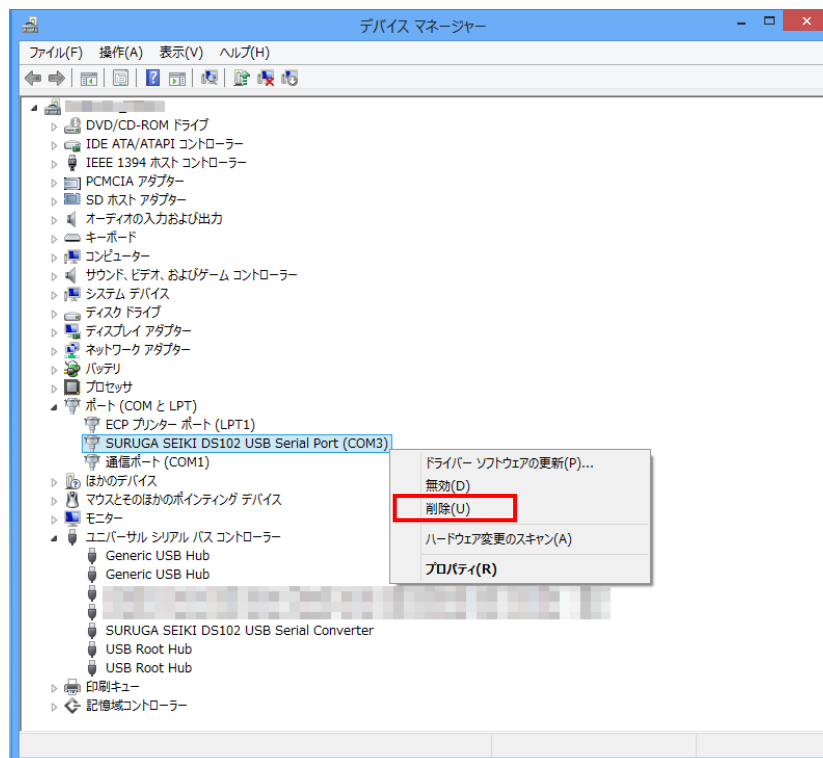 デバイス マネージャー
ファイル(F) 操作(A) 表示(V) ヘルプ(H)
DVD/CD-ROM ドライブ
IDE ATA/ATAPI コントローラー
IEEE 1394 ホスト コントローラー
PCMCIA アダプター
SD ホスト アダプター
オーディオの入力および出力
キーボード
コンピューター
サウンド、ビデオ、およびゲーム コントローラー
システム デバイス
ディスク ドライブ
ディスプレイ アダプター
ネットワーク アダプター
バッテリ
プロセッサ
ポート (COM と LPT)
ECP プリンター ポート (LPT1)
SURUGA SEIKI DS102 USB Serial Port (COM3)
通信ポート (COM1)
ほかのデバイス
マウスとそのほかのポインティング デバイス
モニター
ユニバーサル シリアル バス コントローラー
Generic USB Hub
Generic USB Hub
SURUGA SEIKI DS102 USB Serial Converter
USB Root Hub
USB Root Hub
印刷キュー
記憶域コントローラー
ドライバー ソフトウェアの更新(P)...
無効(D)
削除(U)
ハードウェア変更のスキャン(A)
プロパティ(R)